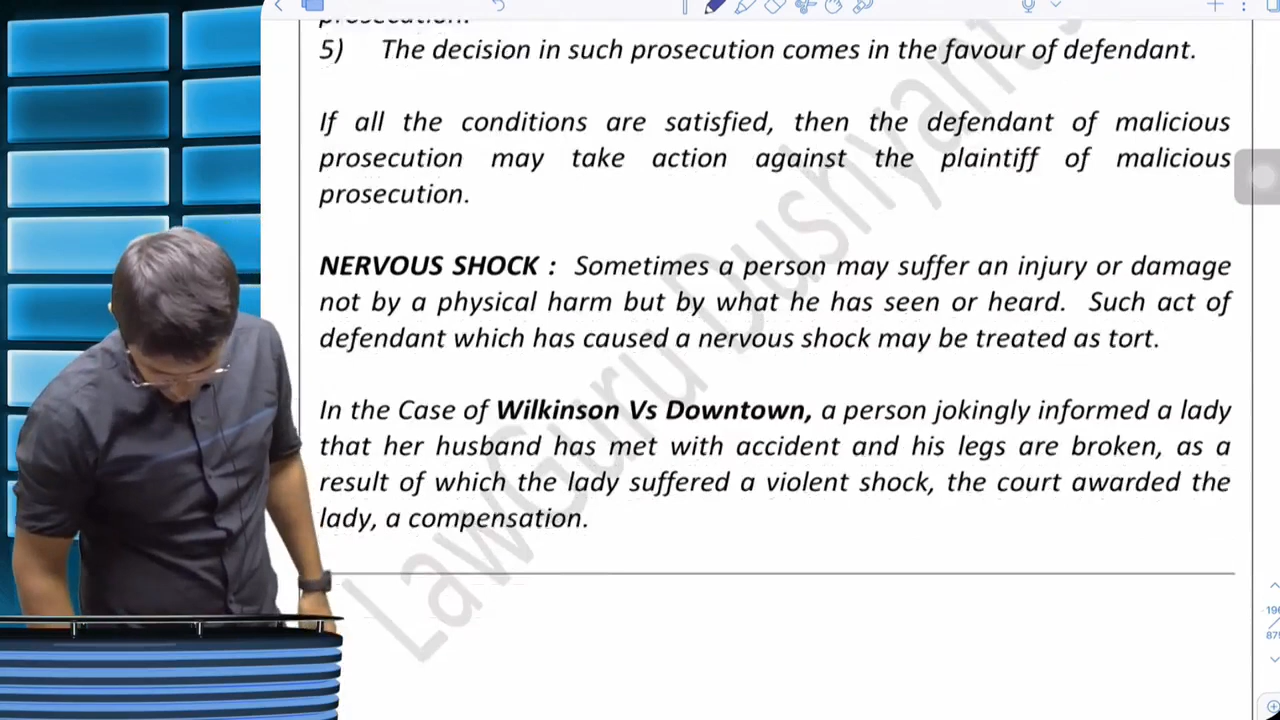 prosecution.
5) The decision in such prosecution comes in the favour of defendant.
If all the conditions are satisfied, then the defendant of malicious
prosecution may take action against the plaintiff of malicious
prosecution.
NERVOUS SHOCK : Sometimes a person may suffer an injury or damage
not by a physical harm but by what he has seen or heard. Such act of
defendant which has caused a nervous shock may be treated as tort.
In the Case of Wilkinson Vs Downtown, a person jokingly informed a lady
that her husband has met with accident and his legs are broken, as a
result of which the lady suffered a violent shock, the court awarded the
lady, a compensation.
LawGuru Dushyant
196
875